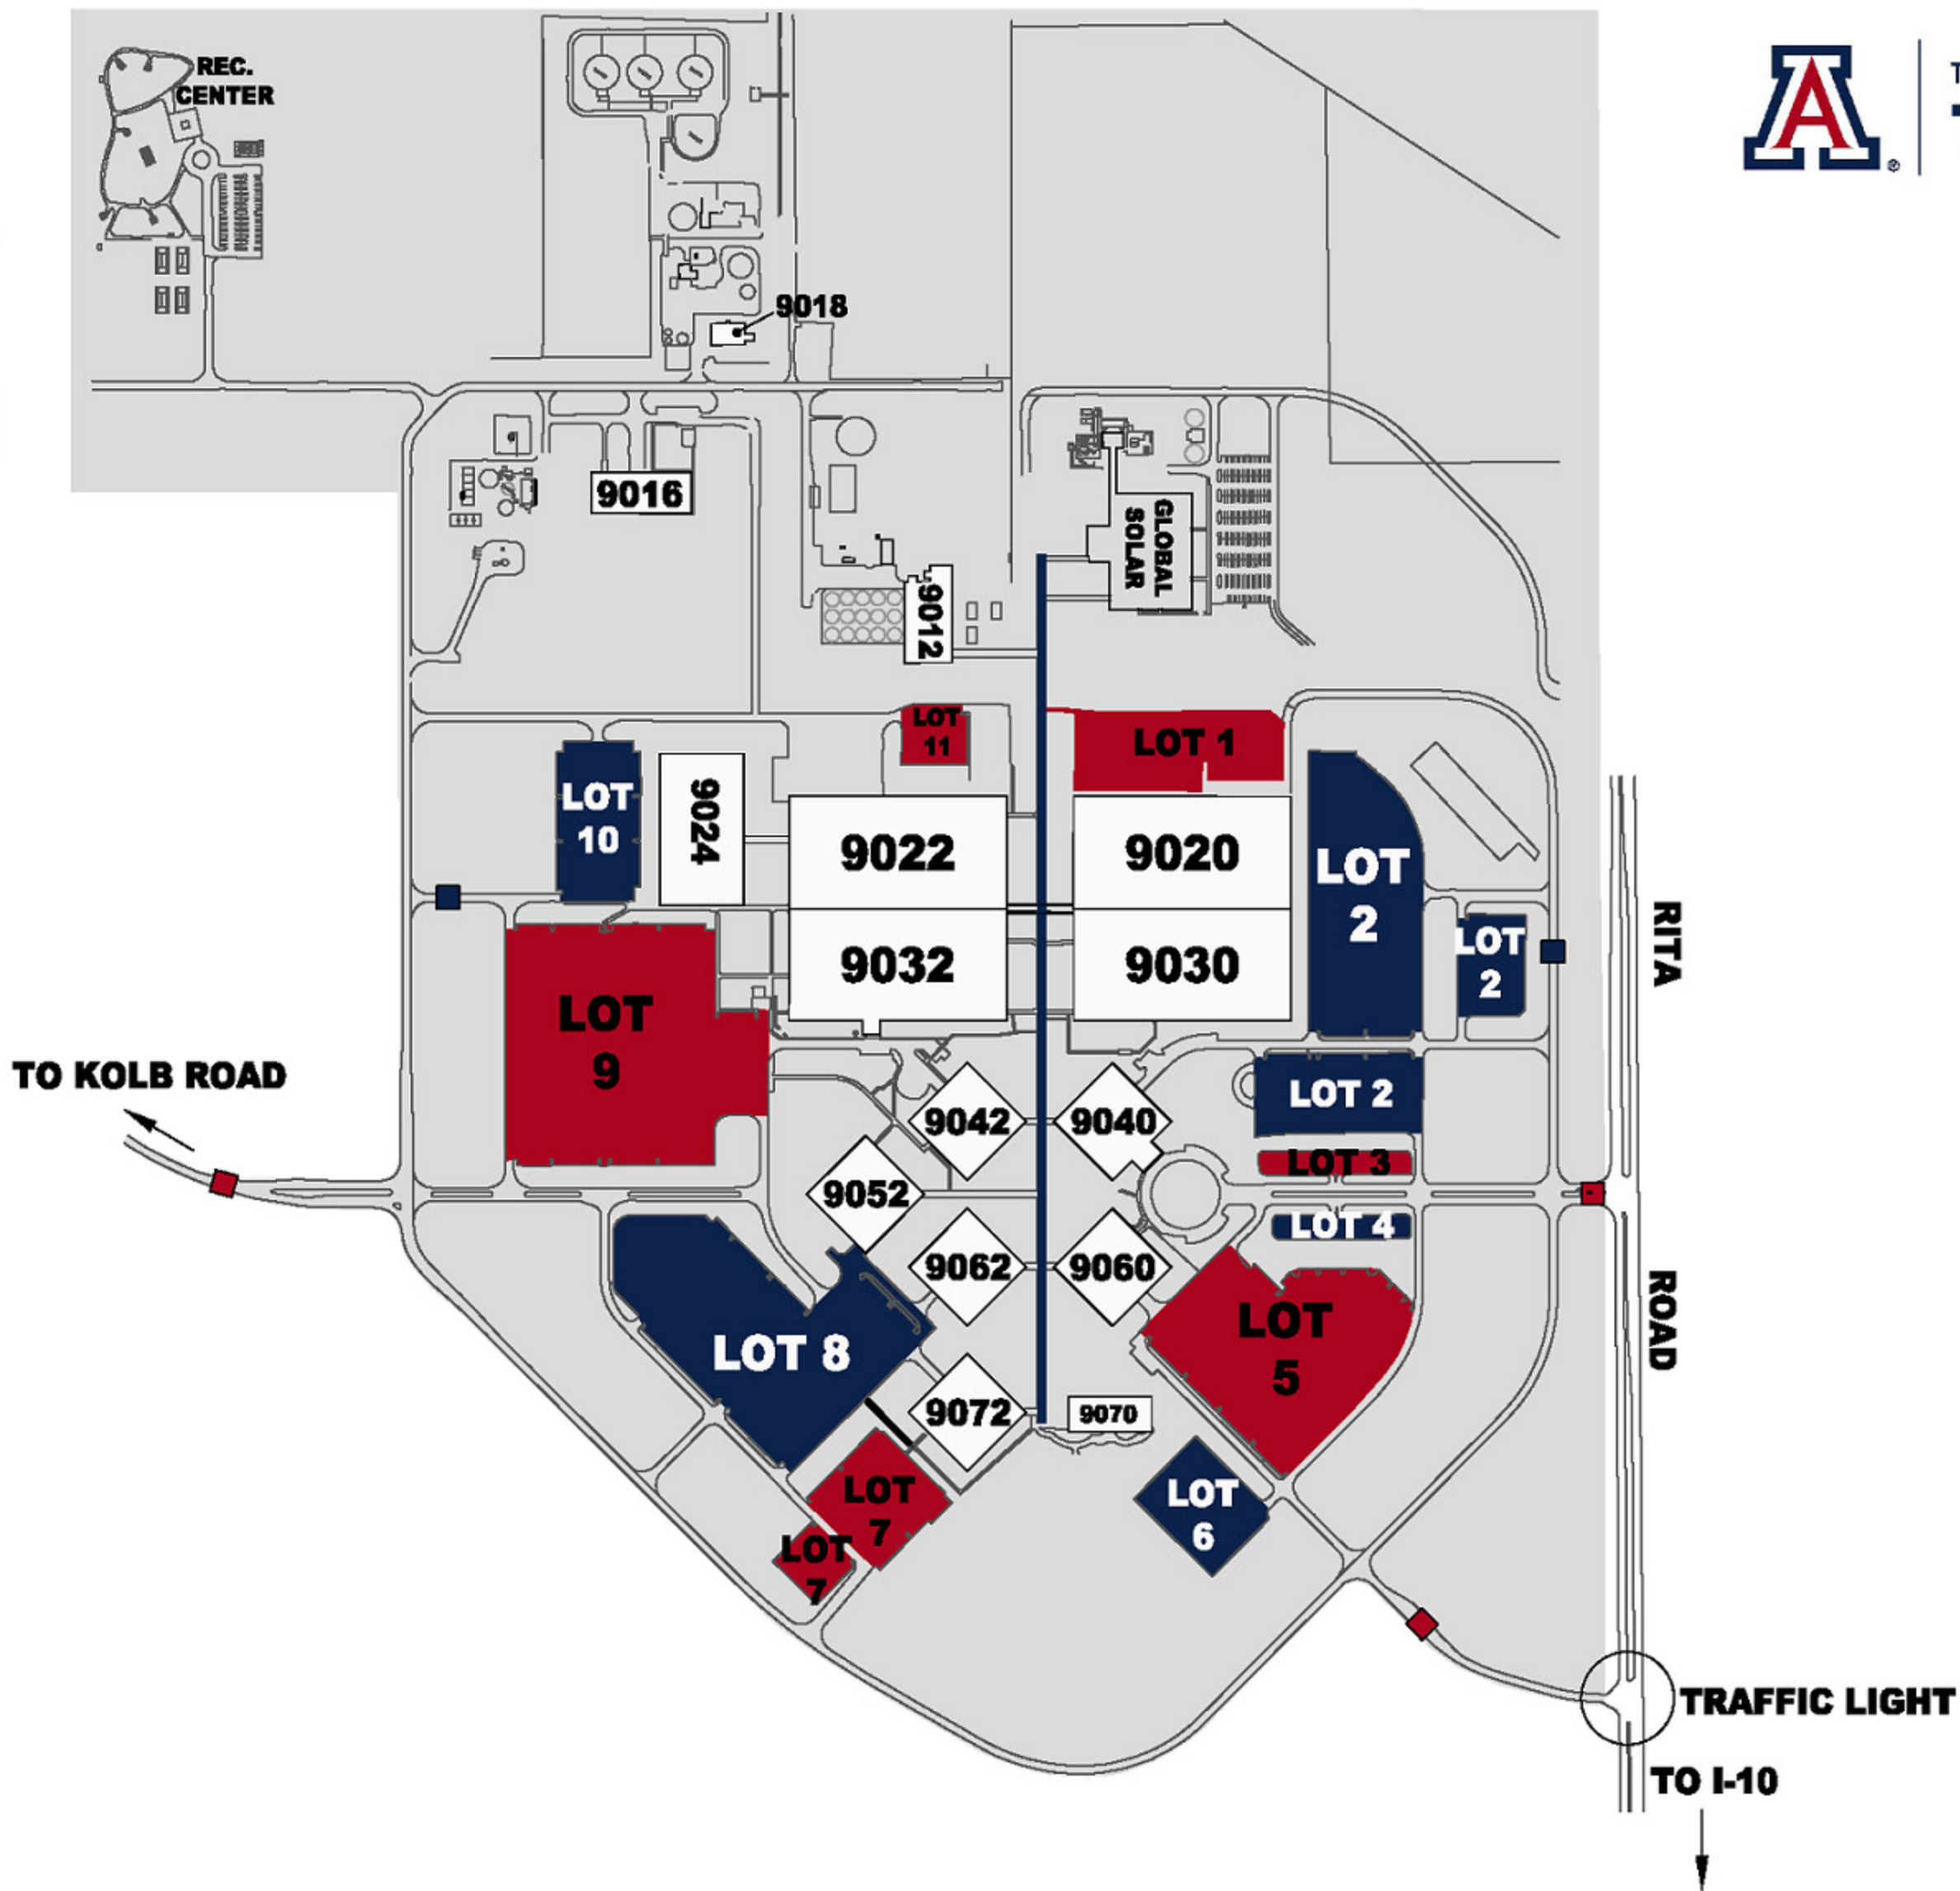 REC.
CENTER
A
®
9018
9016
GLOBAL
SOLAR
9012
LOT
11
LOT 1
LOT
10
9024
9022
9020
LOT
2
RITA
LOT
2
9032
9030
LOT
9
TO KOLB ROAD
LOT 2
9042
9040
LOT 3
9052
LOT 4
9062
9060
ROAD
LOT
5
LOT 8
9072
9070
LOT
7
LOT
6
LOT
7
TRAFFIC LIGHT
TO I-10